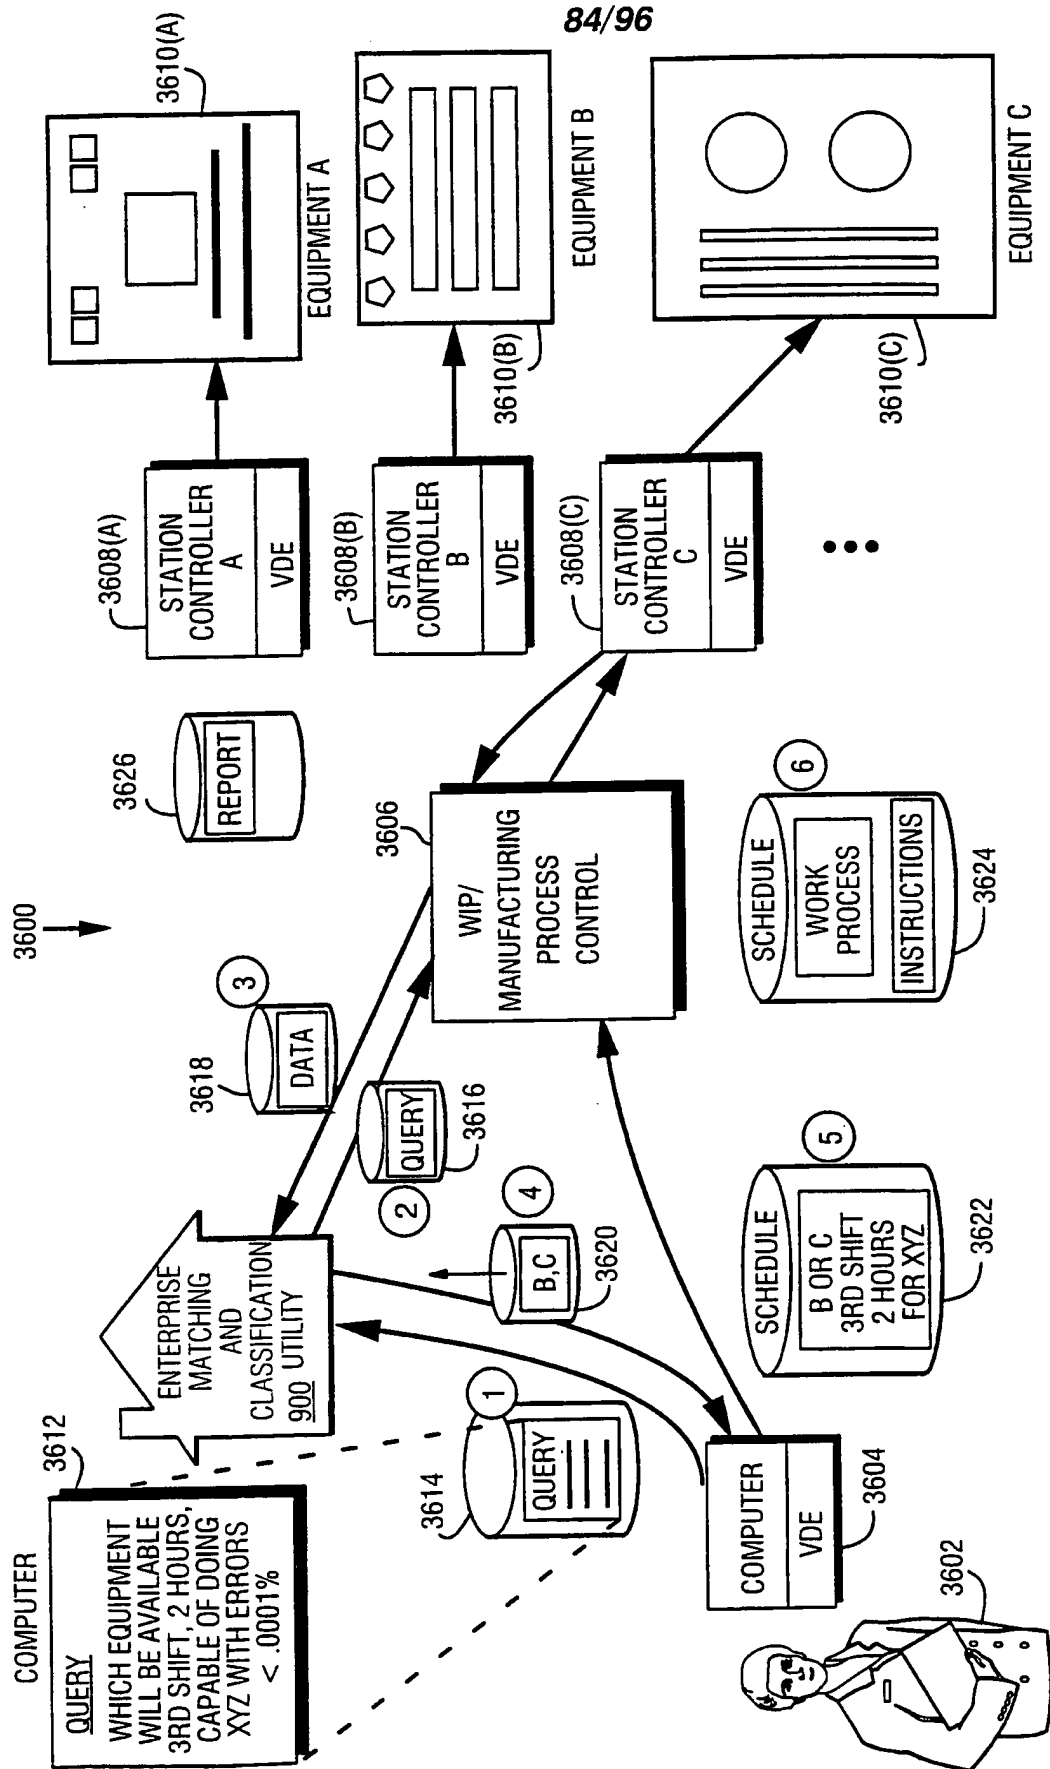 84/96
3600
COMPUTER
3612
QUERY
WHICH EQUIPMENT
WILL BE AVAILABLE
3RD SHIFT, 2 HOURS,
CAPABLE OF DOING
XYZ WITH ERRORS
< .0001%
ENTERPRISE
MATCHING
AND
CLASSIFICATION
900 UTILITY
3614
1
QUERY
2
QUERY
3616
3618
3
DATA
4
B,C
3620
3602
COMPUTER
VDE
3604
SCHEDULE
5
B OR C
3RD SHIFT
2 HOURS
FOR XYZ
3622
3606
WIP/
MANUFACTURING
PROCESS
CONTROL
SCHEDULE
6
WORK
PROCESS
INSTRUCTIONS
3624
3626
REPORT
3608(A)
STATION
CONTROLLER
A
VDE
3608(B)
STATION
CONTROLLER
B
VDE
3608(C)
STATION
CONTROLLER
C
VDE
3610(A)
EQUIPMENT A
3610(B)
EQUIPMENT B
3610(C)
EQUIPMENT C